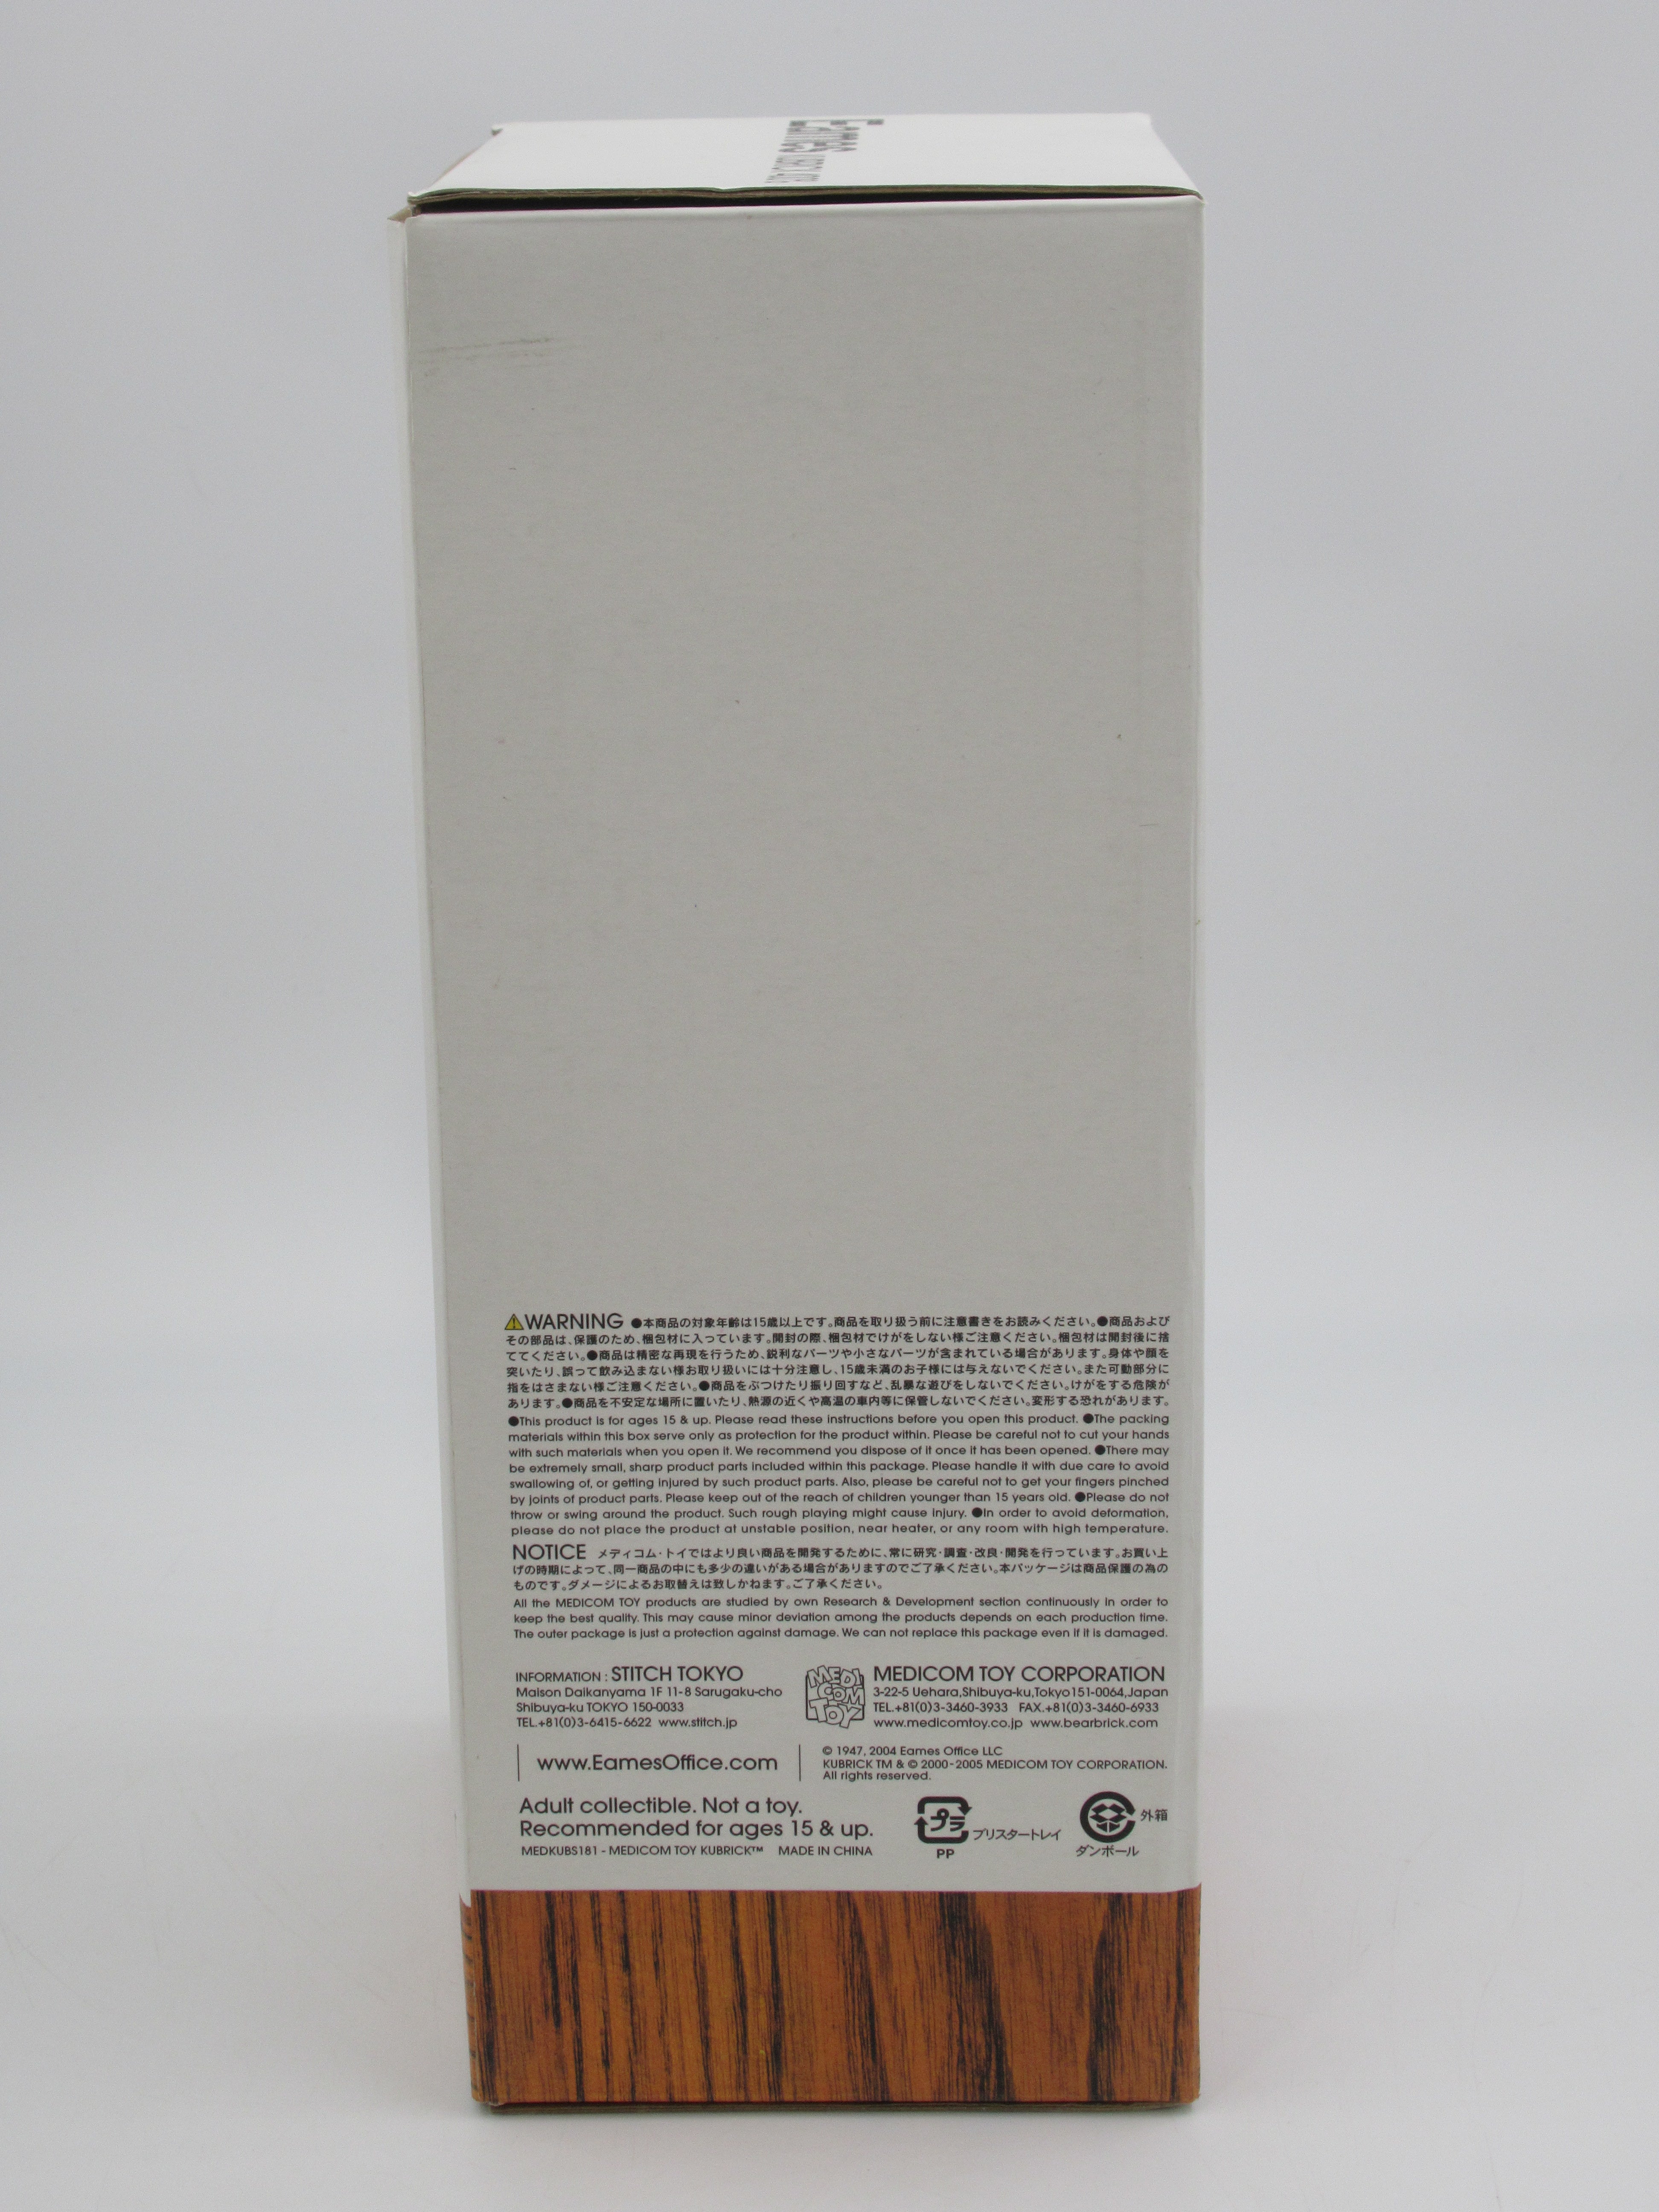 Eames
⚠WARNING ●本商品の対象年齢は15歳以上です。商品を取り扱う前に注意書きをお読みください。●商品および
その部品は、保護のため、梱包材に入っています。開封の際、梱包材でけがをしない様ご注意ください。梱包材は開封後に捨
ててください。●商品は精密な再現を行うため、鋭利なパーツや小さなパーツが含まれている場合があります。身体や顔を
突いたり、誤って飲み込まない様お取り扱いには十分注意し、15歳未満のお子様には与えないでください。また可動部分に
指をはさまない様ご注意ください。●商品をぶつけたり振り回すなど、乱暴な遊びをしないでください。けがをする危険が
あります。●商品を不安定な場所に置いたり、熱源の近くや高温の車内等に保管しないでください。変形する恐れがあります。
●This product is for ages 15 & up. Please read these instructions before you open this product. ●The packing
materials within this box serve only as protection for the product within. Please be careful not to cut your hands
with such materials when you open it. We recommend you dispose of it once it has been opened. ●There may
be extremely small, sharp product parts included within this package. Please handle it with due care to avoid
swallowing of, or getting injured by such product parts. Also, please be careful not to get your fingers pinched
by joints of product parts. Please keep out of the reach of children younger than 15 years old. ●Please do not
throw or swing around the product. Such rough playing might cause injury. ●In order to avoid deformation,
please do not place the product at unstable position, near heater, or any room with high temperature.
NOTICE メディコム・トイではより良い商品を開発するために、常に研究・調査・改良・開発を行っています。お買い上
げの時期によって、同一商品の中にも多少の違いがある場合がありますのでご了承ください。本パッケージは商品保護の為の
ものです。ダメージによるお取替えは致しかねます。ご了承ください。
All the MEDICOM TOY products are studied by own Research & Development section continuously in order to
keep the best quality. This may cause minor deviation among the products depends on each production time.
The outer package is just a protection against damage. We can not replace this package even if it is damaged.
INFORMATION : STITCH TOKYO
Maison Daikanyama 1F 11-8 Sarugaku-cho
Shibuya-ku TOKYO 150-0033
TEL.+81(0)3-6415-6622 www.stitch.jp
MEDI COM TOY
MEDICOM TOY CORPORATION
3-22-5 Uehara,Shibuya-ku,Tokyo151-0064,Japan
TEL.+81(0)3-3460-3933 FAX.+81(0)3-3460-6933
www.medicomtoy.co.jp www.bearbrick.com
www.EamesOffice.com
© 1947, 2004 Eames Office LLC
KUBRICK TM & © 2000-2005 MEDICOM TOY CORPORATION.
All rights reserved.
Adult collectible. Not a toy.
Recommended for ages 15 & up.
MEDKUBS181 - MEDICOM TOY KUBRICK™ MADE IN CHINA
プラ
ブリスタートレイ
PP
外箱
ダンボール